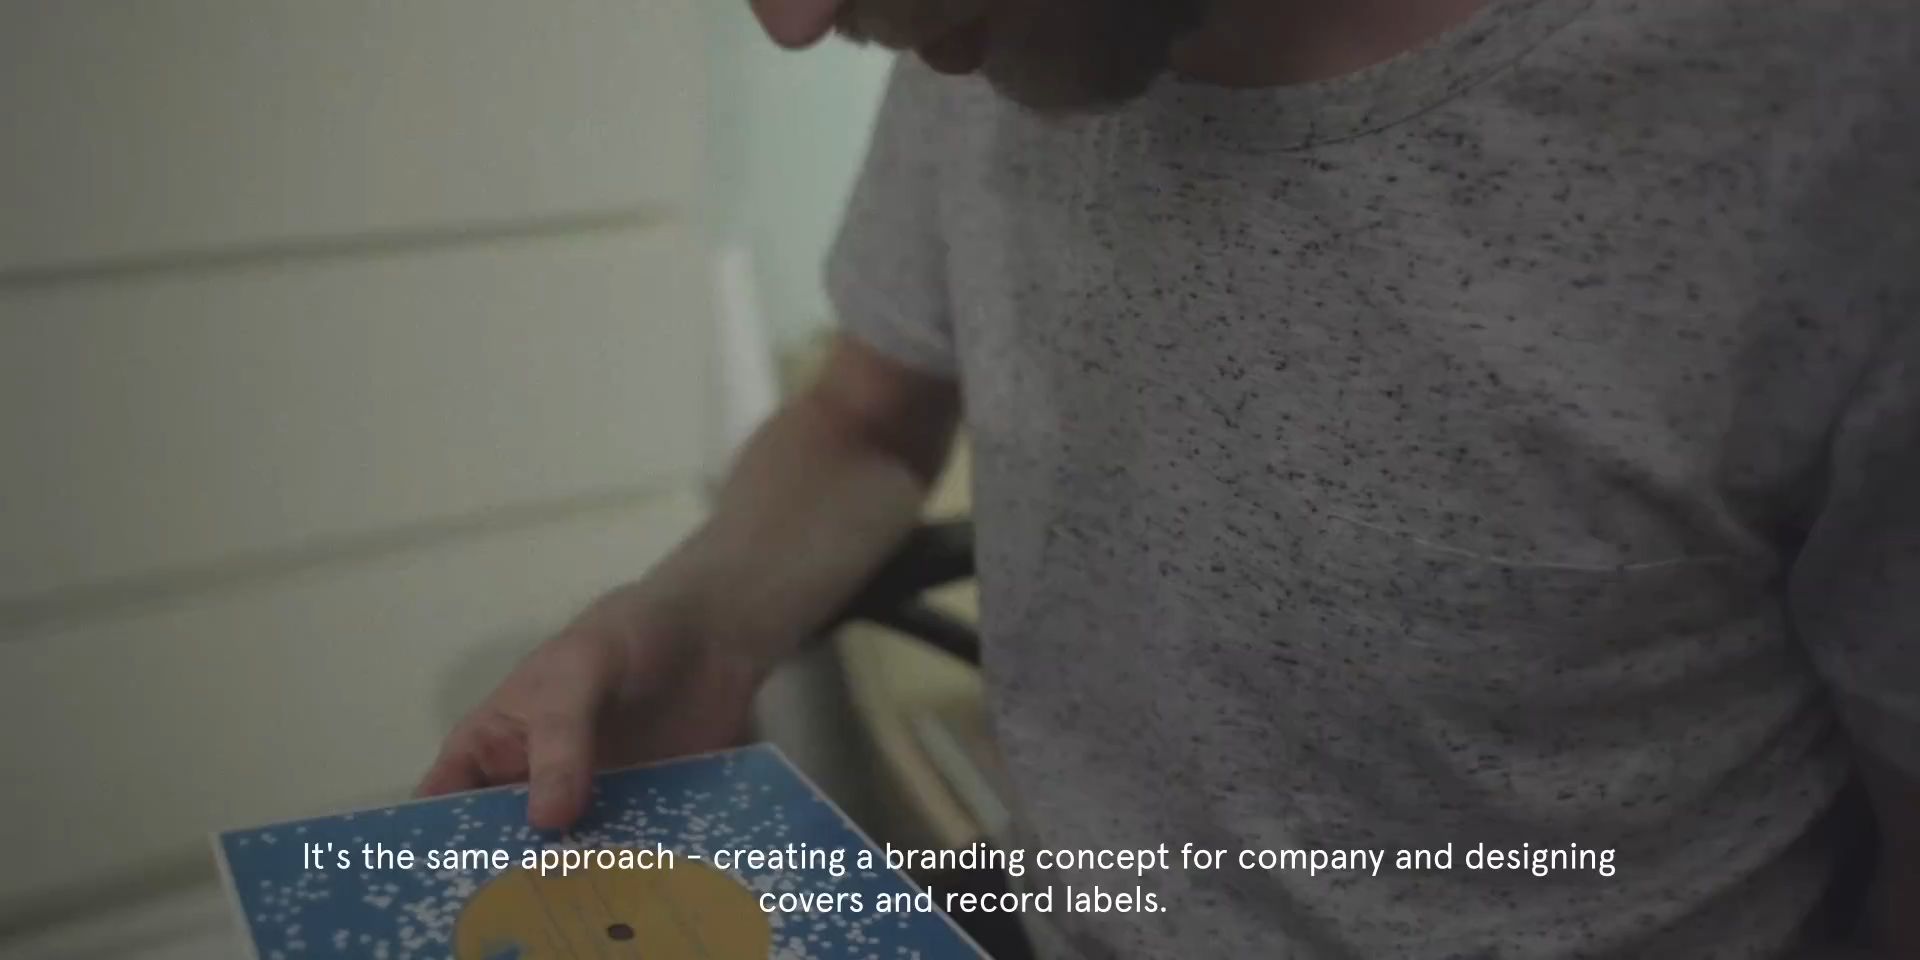 It's the same approach - creating a branding concept for company and designing
covers and record labels.